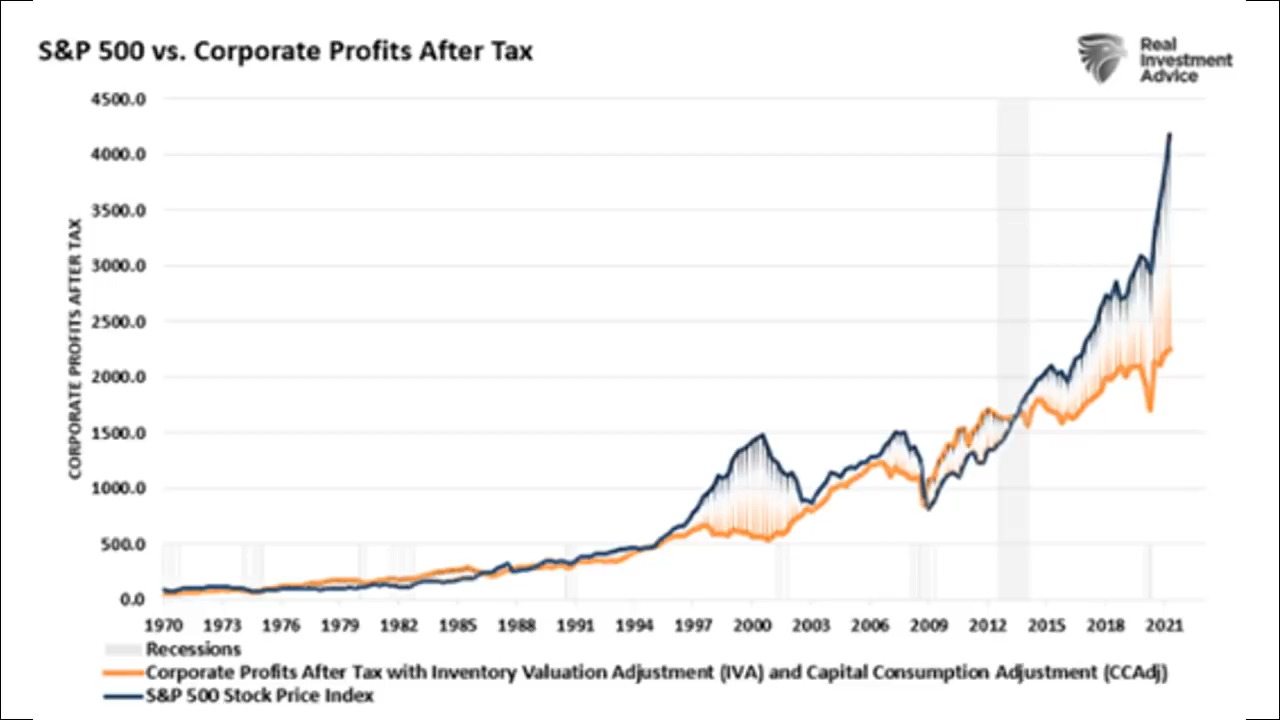 S&P 500 vs. Corporate Profits After Tax
Real
Investment
Advice
CORPORATE PROFITS AFTER TAX
4500.0
4000.0
3500.0
3000.0
2500.0
2000.0
1500.0
1000.0
500.0
0.0
1970 1973 1976 1979 1982 1985 1988 1991 1994 1997 2000 2003 2006 2009 2012 2015 2018 2021
Recessions
Corporate Profits After Tax with Inventory Valuation Adjustment (IVA) and Capital Consumption Adjustment (CCAdj)
S&P 500 Stock Price Index